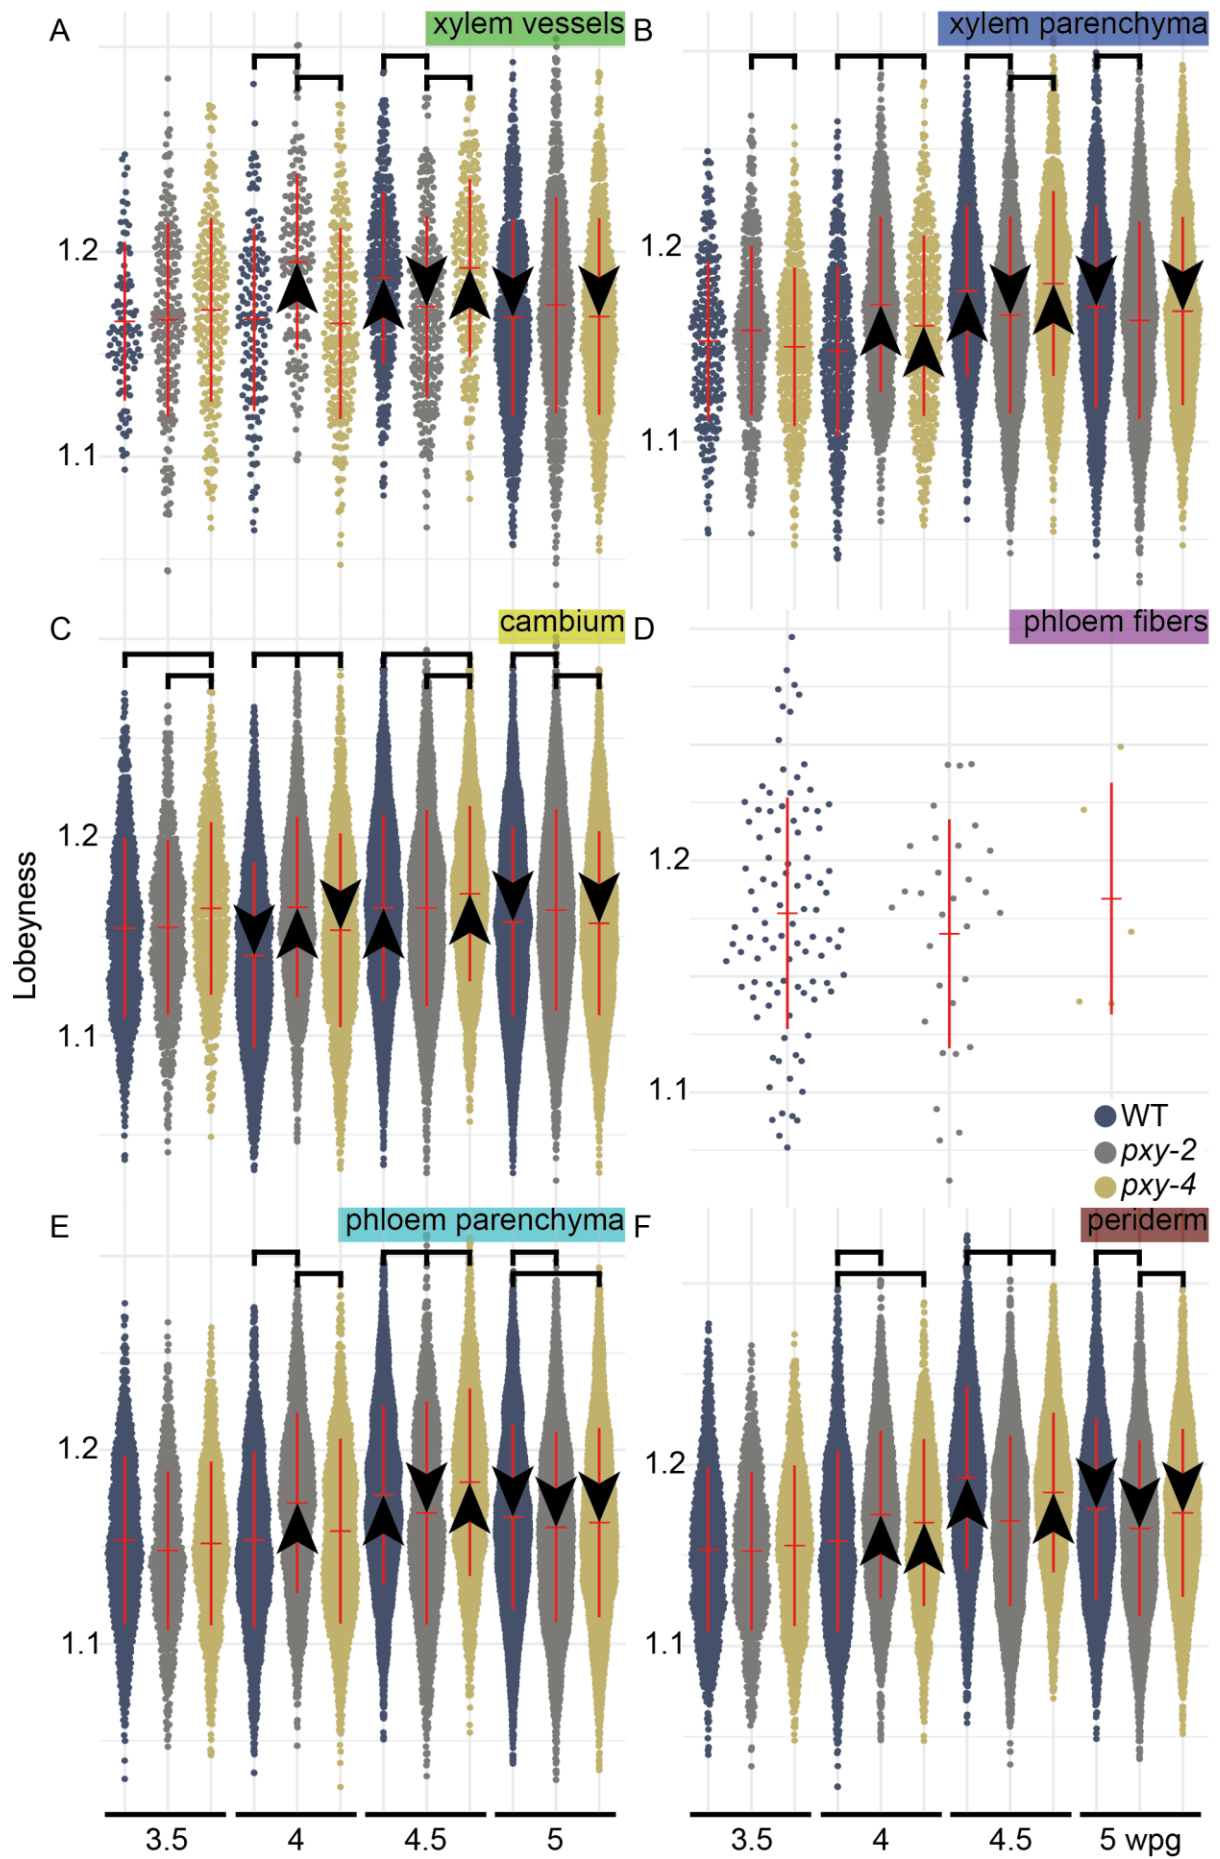 A
xylem vessels
B
xylem parenchyma
1.2
1.1
1.2
1.1
C
cambium
D
phloem fibers
Lobeyness
1.2
1.1
1.2
1.1
WT
pxy-2
pxy-4
E
phloem parenchyma
F
periderm
1.2
1.1
1.2
1.1
3.5 4 4.5 5
3.5 4 4.5 5 wpg